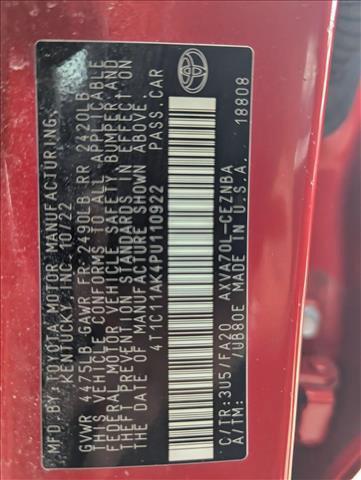 MFD. BY: TOYOTA MOTOR MANUFACTURING,
KENTUCKY, INC. 10/22
GVWR 4475LB GAWR FR 2490LB RR 2420LB
THIS VEHICLE CONFORMS TO ALL APPLICABLE
FEDERAL MOTOR VEHICLE SAFETY, BUMPER, AND
THEFT PREVENTION STANDARDS IN EFFECT ON
THE DATE OF MANUFACTURE SHOWN ABOVE.
4T1C11AK4PU110922 PASS. CAR
C/TR: 3U5/FA20 AXVA70L-CEZNBA
A/TM: /UB80E MADE IN U.S.A.
18808